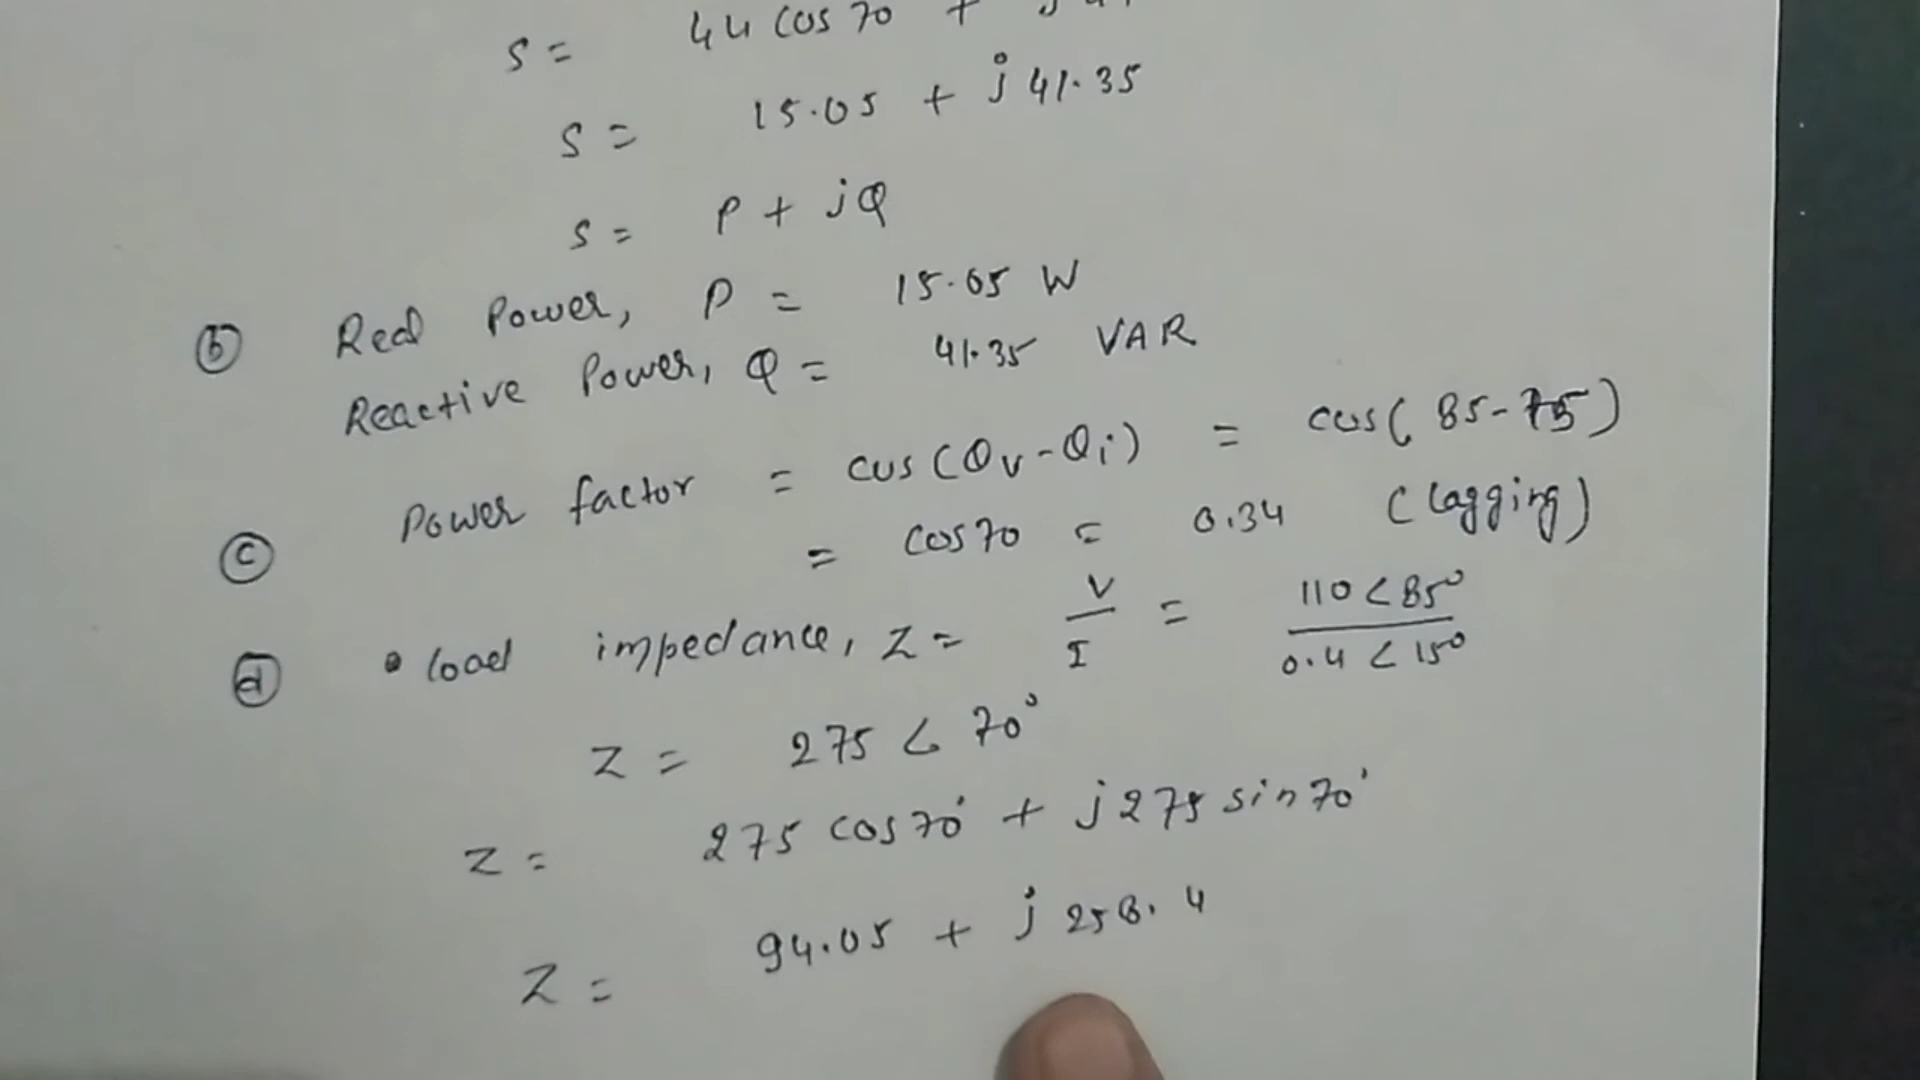 S = 44 cos 70 + j
S = 15.05 + j 41.35
S = P + jQ
(b) Real Power, P = 15.05 W
Reactive Power, Q = 41.35 VAR
(c) Power factor = cos (θv - θi) = cos ( 85-15)
= cos 70 = 0.34 (lagging)
(d) load impedance, Z = V/I = 110 < 85° / 0.4 < 15°
Z = 275 < 70°
Z = 275 cos 70° + j 275 sin 70°
Z = 94.05 + j 258.4